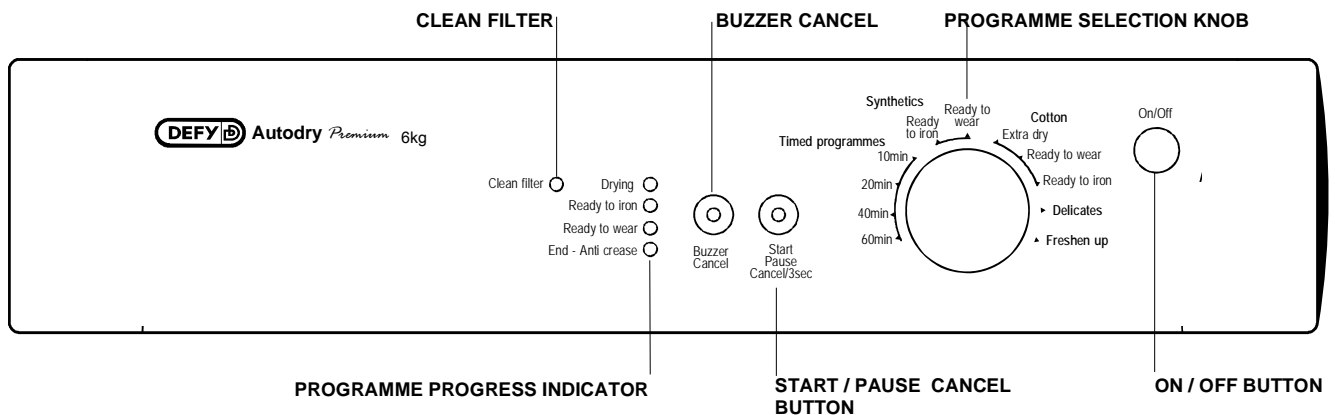 CLEAN FILTER
BUZZER CANCEL
PROGRAMME SELECTION KNOB
DEFY D Autodry Premium 6kg
Clean filter
Drying
Ready to iron
Ready to wear
End - Anti crease
Buzzer
Cancel
Start
Pause
Cancel/3sec
Timed programmes
10min
20min
40min
60min
Synthetics
Ready
to iron
Ready to
wear
Cotton
Extra dry
Ready to wear
Ready to iron
Delicates
Freshen up
On/Off
PROGRAMME PROGRESS INDICATOR
START / PAUSE CANCEL
BUTTON
ON / OFF BUTTON